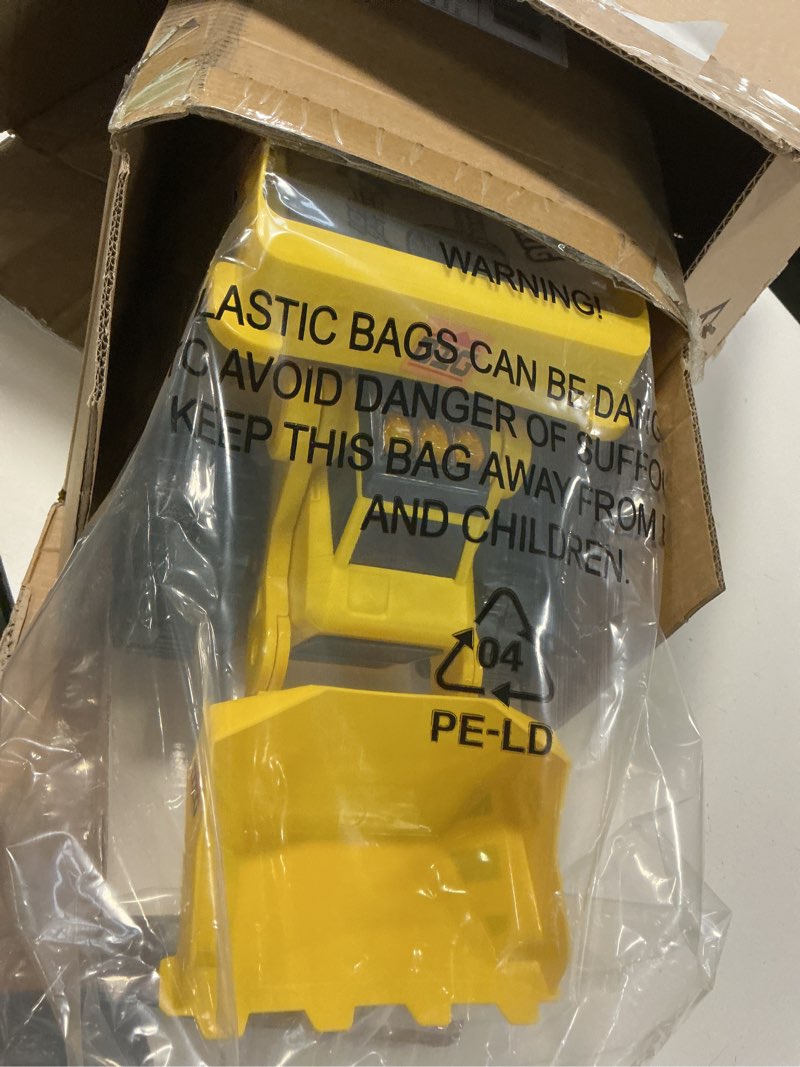 WARNING!
LASTIC BAGS CAN BE DAN
O AVOID DANGER OF SUFFO
KEEP THIS BAG AWAY FROM
AND CHILDREN.
04
PE-LD